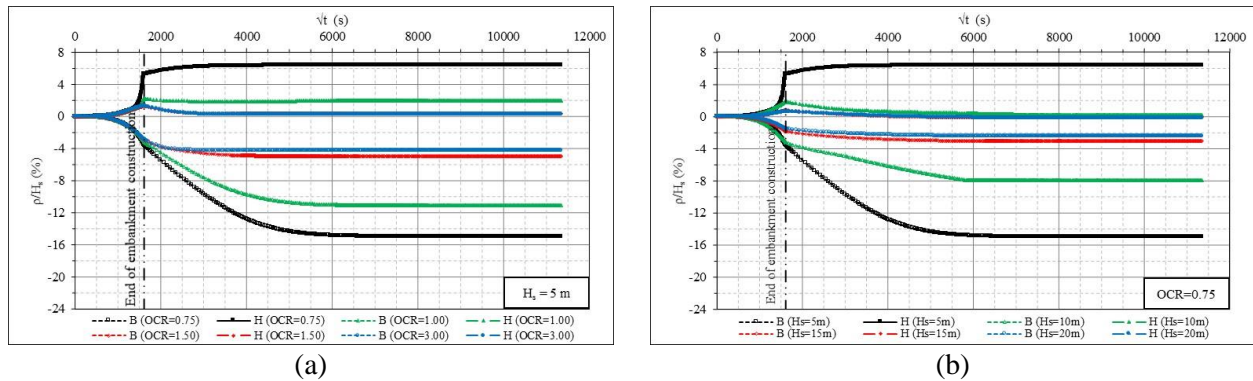 √t (s)
0 2000 4000 6000 8000 10000 12000
8
4
0
-4
-8
-12
-16
-20
-24
ρ/Hs (%)
End of embankment construction
Hs = 5 m
B (OCR=0.75) H (OCR=0.75) B (OCR=1.00) H (OCR=1.00)
B (OCR=1.50) H (OCR=1.50) B (OCR=3.00) H (OCR=3.00)
(a)
√t (s)
0 2000 4000 6000 8000 10000 12000
8
4
0
-4
-8
-12
-16
-20
-24
ρ/Hs (%)
End of embankment construction
OCR=0.75
B (Hs=5m) H (Hs=5m) B (Hs=10m) H (Hs=10m)
B (Hs=15m) H (Hs=15m) B (Hs=20m) H (Hs=20m)
(b)